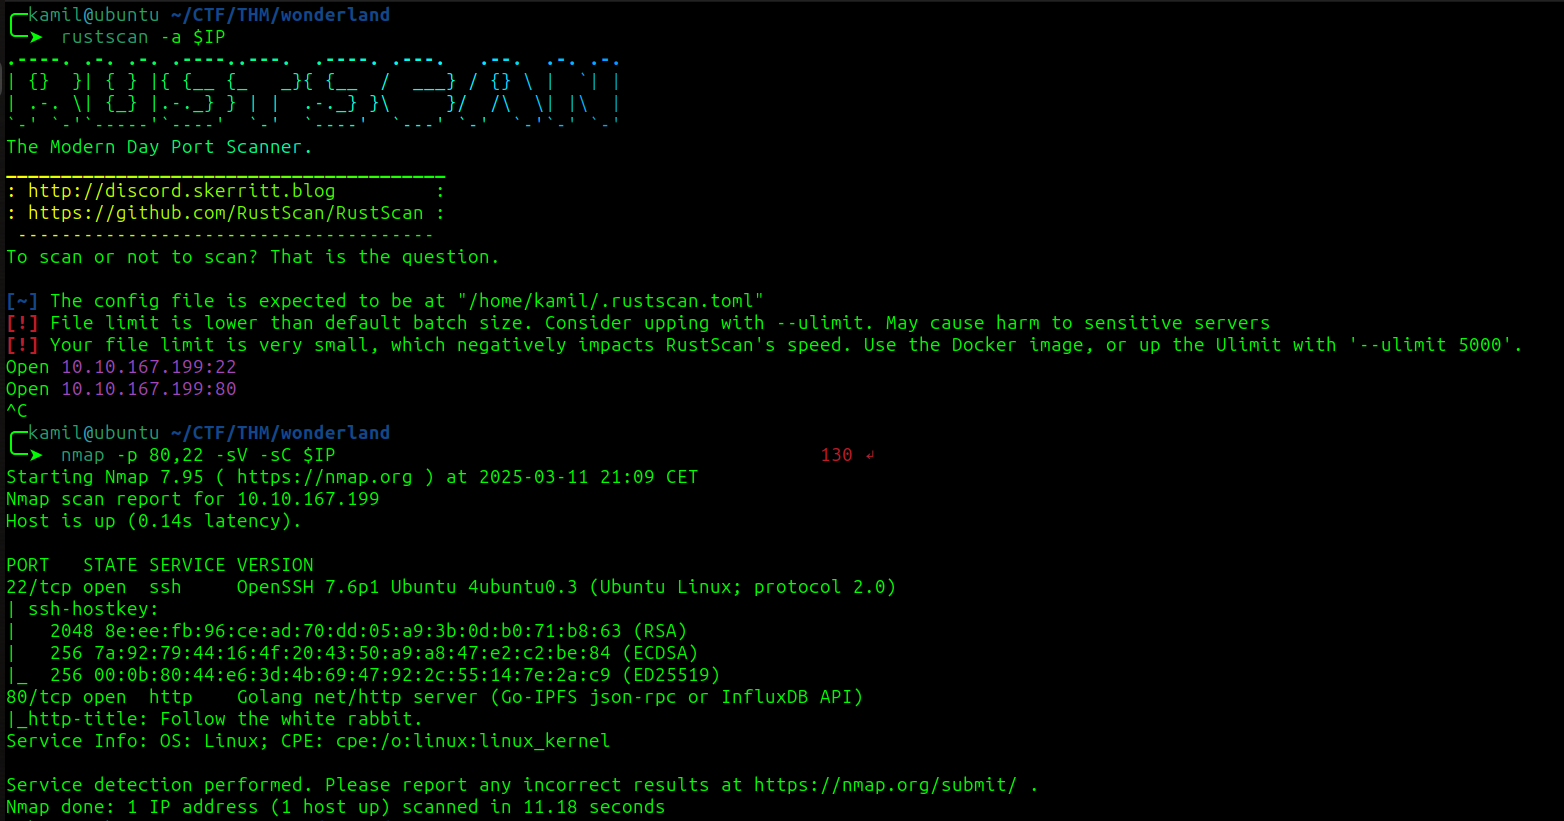 kamil@ubuntu ~/CTF/THM/wonderland
➤ rustscan -a $IP
.----. .-. .-. .----..---.  .----. .---.   .--.  .-. .-.
| {}  }| { } |{ {__ {_   _}{ {__  /  ___} / {} \ |  `| |
| .-. \| {_} |.-._} } | |  .-._} }\     }/  /\  \| |\  |
`-' `-'`-----'`----'  `-'  `----'  `---' `-'  `-'`-' `-'
The Modern Day Port Scanner.
________________________________________
: http://discord.skerritt.blog         :
: https://github.com/RustScan/RustScan :
 --------------------------------------
To scan or not to scan? That is the question.
[~] The config file is expected to be at "/home/kamil/.rustscan.toml"
[!] File limit is lower than default batch size. Consider upping with --ulimit. May cause harm to sensitive servers
[!] Your file limit is very small, which negatively impacts RustScan's speed. Use the Docker image, or up the Ulimit with '--ulimit 5000'.
Open 10.10.167.199:22
Open 10.10.167.199:80
^C
kamil@ubuntu ~/CTF/THM/wonderland
➤ nmap -p 80,22 -sV -sC $IP 130 ↵
Starting Nmap 7.95 ( https://nmap.org ) at 2025-03-11 21:09 CET
Nmap scan report for 10.10.167.199
Host is up (0.14s latency).
PORT   STATE SERVICE VERSION
22/tcp open  ssh     OpenSSH 7.6p1 Ubuntu 4ubuntu0.3 (Ubuntu Linux; protocol 2.0)
| ssh-hostkey:
|   2048 8e:ee:fb:96:ce:ad:70:dd:05:a9:3b:0d:b0:71:b8:63 (RSA)
|   256 7a:92:79:44:16:4f:20:43:50:a9:a8:47:e2:c2:be:84 (ECDSA)
|_  256 00:0b:80:44:e6:3d:4b:69:47:92:2c:55:14:7e:2a:c9 (ED25519)
80/tcp open  http    Golang net/http server (Go-IPFS json-rpc or InfluxDB API)
|_http-title: Follow the white rabbit.
Service Info: OS: Linux; CPE: cpe:/o:linux:linux_kernel
Service detection performed. Please report any incorrect results at https://nmap.org/submit/ .
Nmap done: 1 IP address (1 host up) scanned in 11.18 seconds